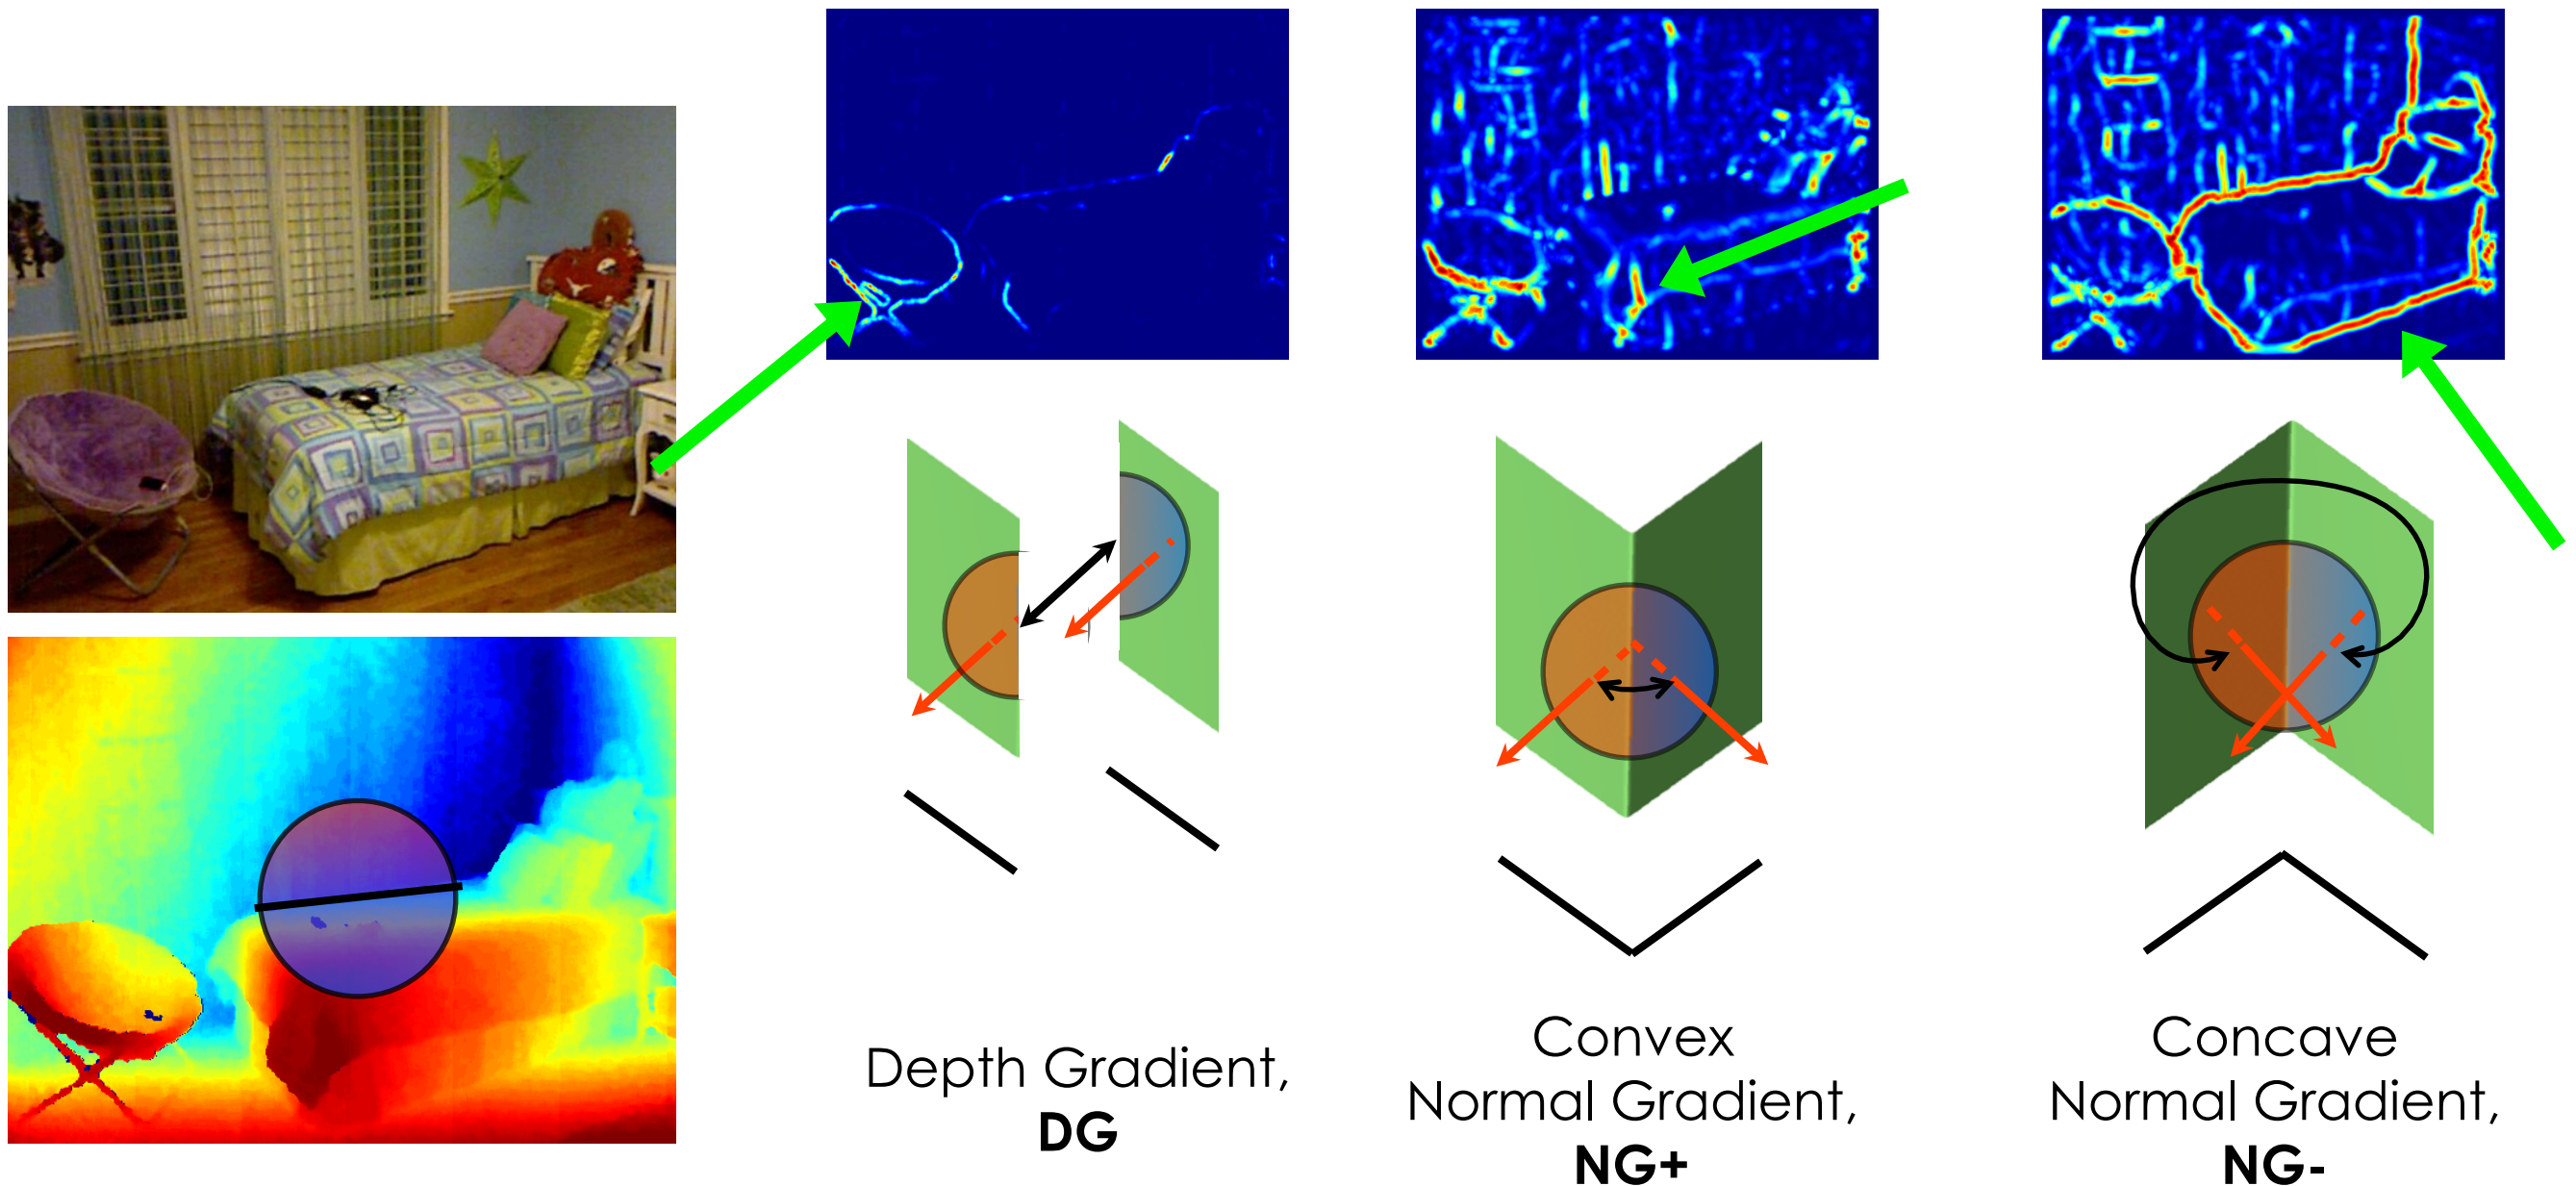 Depth Gradient,
DG
Convex
Normal Gradient,
NG+
Concave
Normal Gradient,
NG-